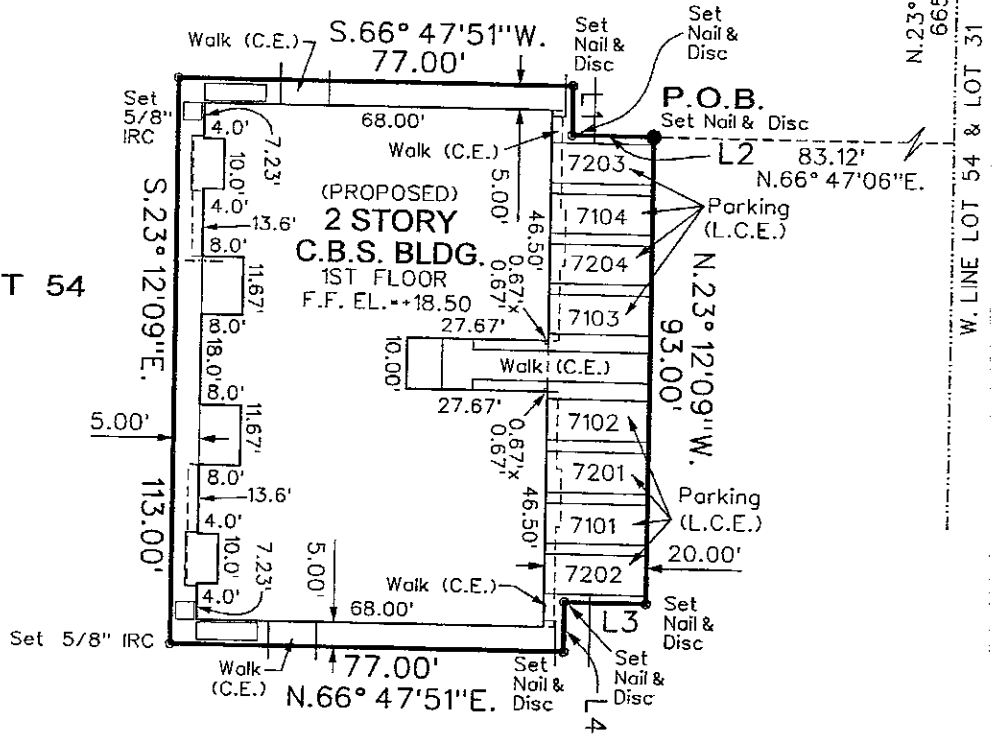 Walk (C.E.)
S.66° 47'51"W.
77.00'
Set
Nail &
Disc
Set
Nail &
Disc
N.23°
665
W. LINE LOT 54 & LOT 31
Set
5/8"
IRC
4.0'
7.23'
68.00'
Walk (C.E.)
5.00'
L1
P.O.B.
Set Nail & Disc
L2
83.12'
N.66° 47'06"E.
7203
7104
7204
7103
Parking
(L.C.E.)
10.0'
4.0'
13.6'
8.0'
11.67'
8.0'
18.0'
(PROPOSED)
2 STORY
C.B.S. BLDG.
1ST FLOOR
F.F. EL.=+18.50
46.50'
0.67'x
0.67'
27.67'
10.00'
Walk (C.E.)
27.67'
0.67'x
0.67'
T 54
S.23° 12'09"E.
113.00'
5.00'
N.23° 12'09"W.
93.00'
8.0'
11.67'
8.0'
13.6'
4.0'
10.0'
7.23'
4.0'
46.50'
7102
7201
7101
7202
Parking
(L.C.E.)
20.00'
5.00'
Walk (C.E.)
68.00'
L3
Set
Nail &
Disc
Set 5/8" IRC
Walk
(C.E.)
77.00'
N.66° 47'51"E.
Set
Nail &
Disc
Set
Nail &
Disc
L4